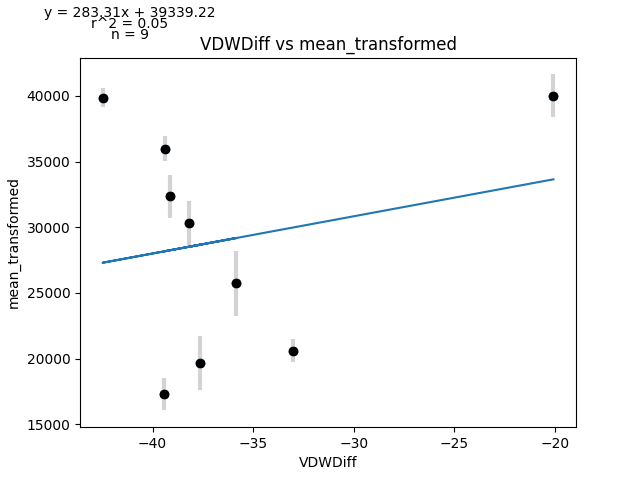 y = 283.31x + 39339.22
r^2 = 0.05
n = 9
VDWDiff vs mean_transformed
mean_transformed
40000
35000
30000
25000
20000
15000
−40
−35
−30
−25
−20
VDWDiff